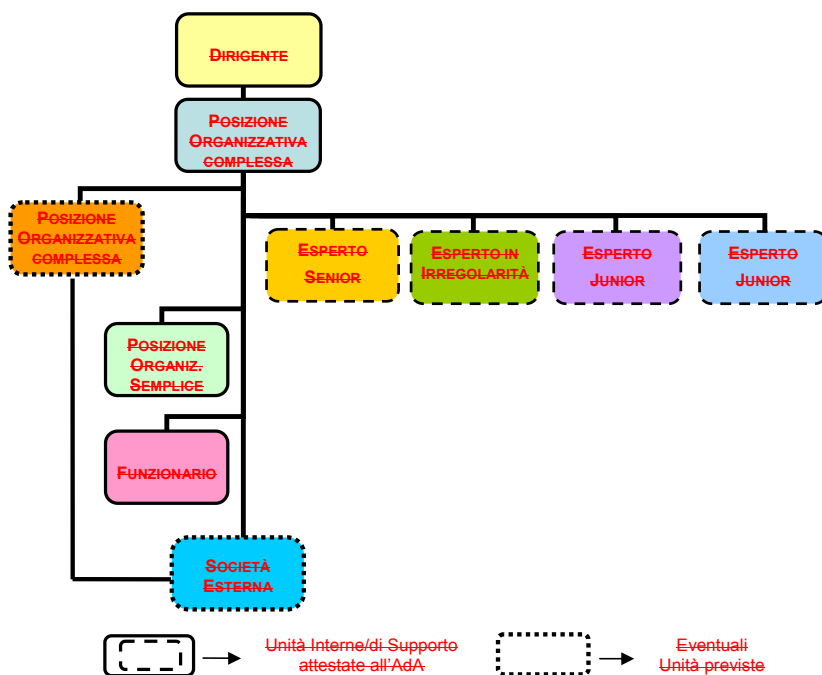 DIRIGENTE
POSIZIONE
ORGANIZZATIVA
COMPLESSA
POSIZIONE
ORGANIZZATIVA
COMPLESSA
ESPERTO
SENIOR
ESPERTO IN
IRREGOLARITÀ
ESPERTO
JUNIOR
ESPERTO
JUNIOR
POSIZIONE
ORGANIZ.
SEMPLICE
FUNZIONARIO
SOCIETÀ
ESTERNA
Unità Interne/di Supporto
attestate all'AdA
Eventuali
Unità previste